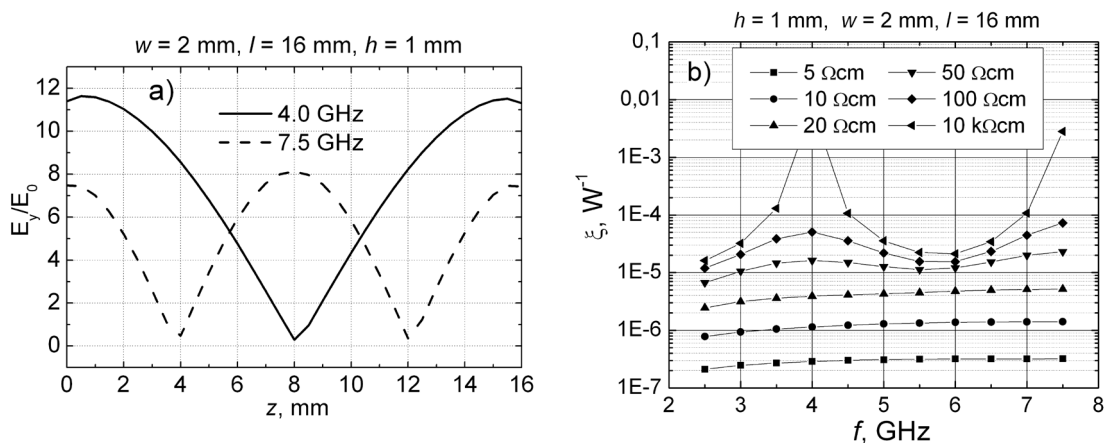 w = 2 mm, l = 16 mm, h = 1 mm
a)
4.0 GHz
7.5 GHz
E_y/E_0
12
10
8
6
4
2
0
0 2 4 6 8 10 12 14 16
z, mm
h = 1 mm, w = 2 mm, l = 16 mm
b)
5 Ωcm 50 Ωcm
10 Ωcm 100 Ωcm
20 Ωcm 10 kΩcm
ξ, W⁻¹
0,1
0,01
1E-3
1E-4
1E-5
1E-6
1E-7
2 3 4 5 6 7 8
f, GHz